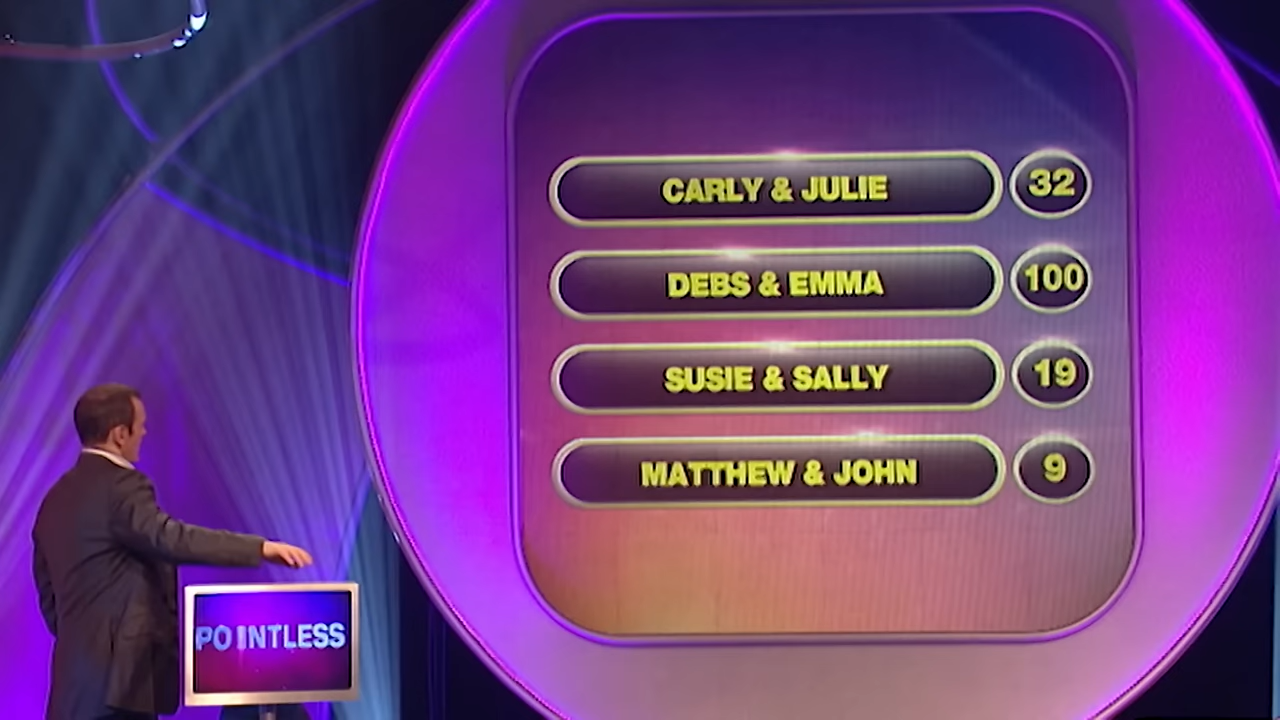 CARLY & JULIE 32
DEBS & EMMA 100
SUSIE & SALLY 19
MATTHEW & JOHN 9
POINTLESS